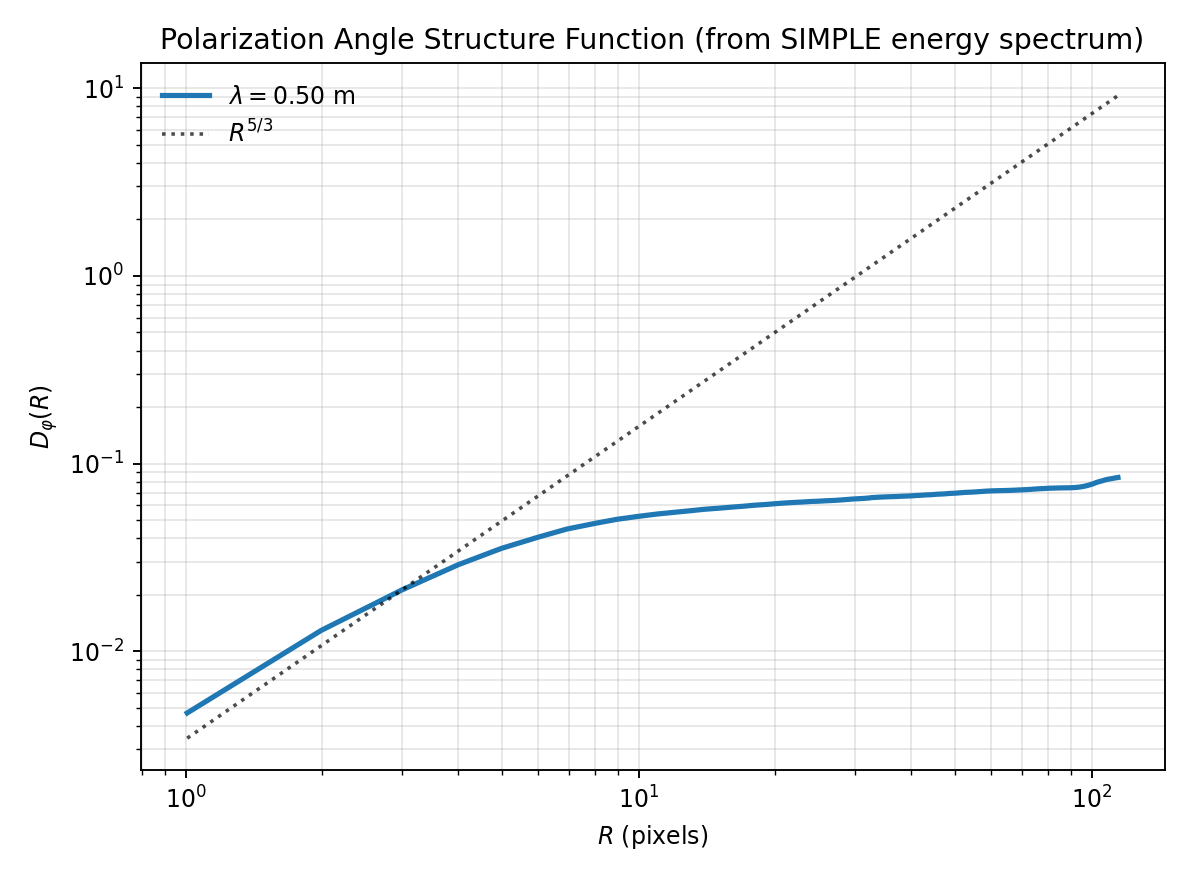 Polarization Angle Structure Function (from SIMPLE energy spectrum)
λ = 0.50 m
R^{5/3}
10^1
10^0
10^{-1}
10^{-2}
D_φ(R)
10^0 10^1 10^2
R (pixels)